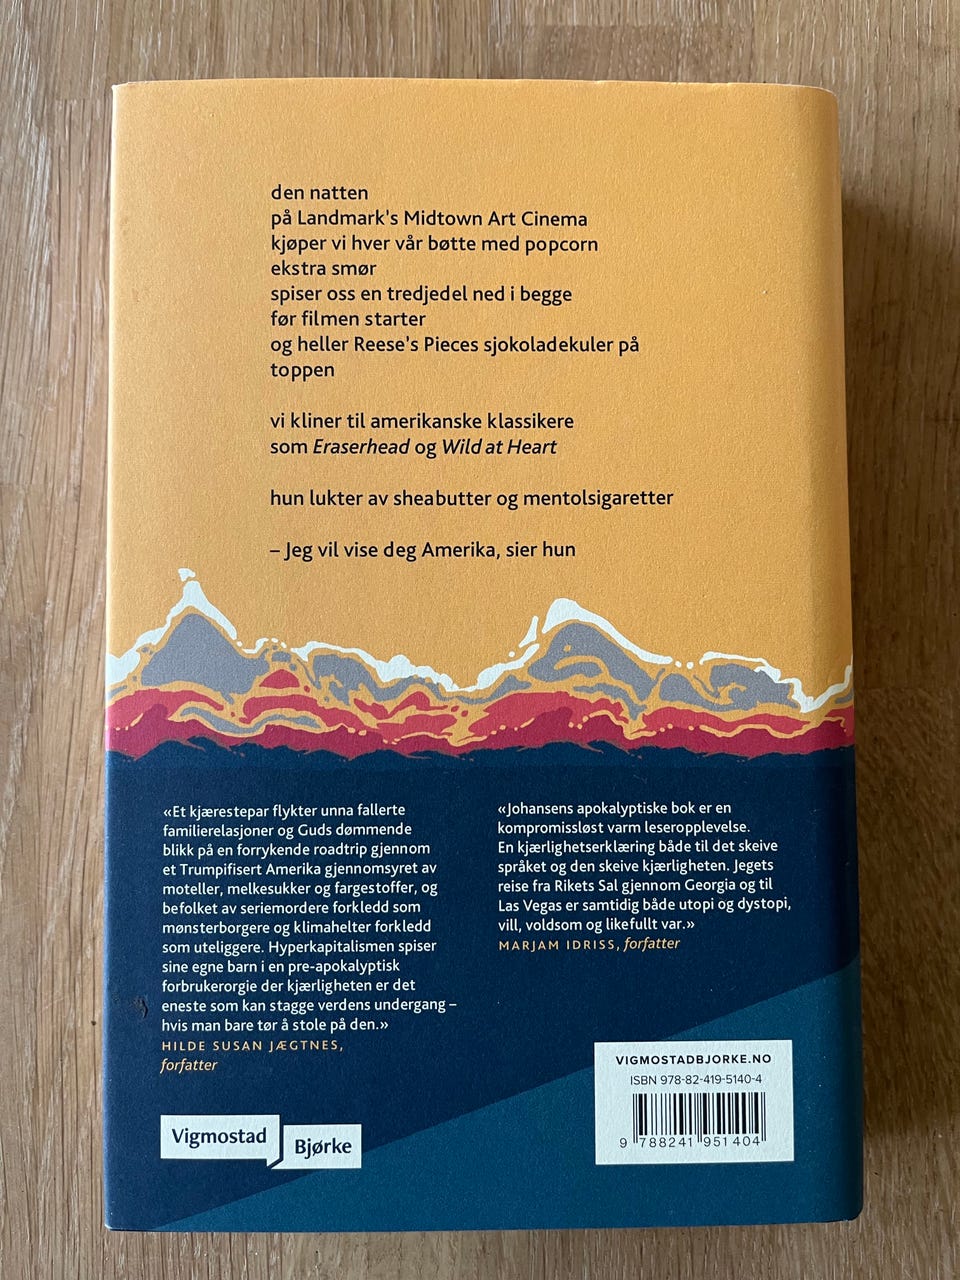 den natten
på Landmark's Midtown Art Cinema
kjøper vi hver vår bøtte med popcorn
ekstra smør
spiser oss en tredjedel ned i begge
før filmen starter
og heller Reese's Pieces sjokoladekuler på
toppen
vi kliner til amerikanske klassikere
som Eraserhead og Wild at Heart
hun lukter av sheabutter og mentolsigaretter
– Jeg vil vise deg Amerika, sier hun
«Et kjærestepar flykter unna fallerte
familierelasjoner og Guds dømmende
blikk på en forrykende roadtrip gjennom
et Trumpifisert Amerika gjennomsyret av
moteller, melkesukker og fargestoffer, og
befolket av seriemordere forkledd som
mønsterborgere og klimahelter forkledd
som uteliggere. Hyperkapitalismen spiser
sine egne barn i en pre-apokalyptisk
forbrukerorgie der kjærligheten er det
eneste som kan stagge verdens undergang –
hvis man bare tør å stole på den.»
HILDE SUSAN JÆGTNES,
forfatter
«Johansens apokalyptiske bok er en
kompromissløst varm leseropplevelse.
En kjærlighetserklæring både til det skeive
språket og den skeive kjærligheten. Jegets
reise fra Rikets Sal gjennom Georgia og til
Las Vegas er samtidig både utopi og dystopi,
vill, voldsom og likefullt var.»
MARJAM IDRISS, forfatter
Vigmostad
Bjørke
VIGMOSTADBJORKE.NO
ISBN 978-82-419-5140-4
9 788241 951404